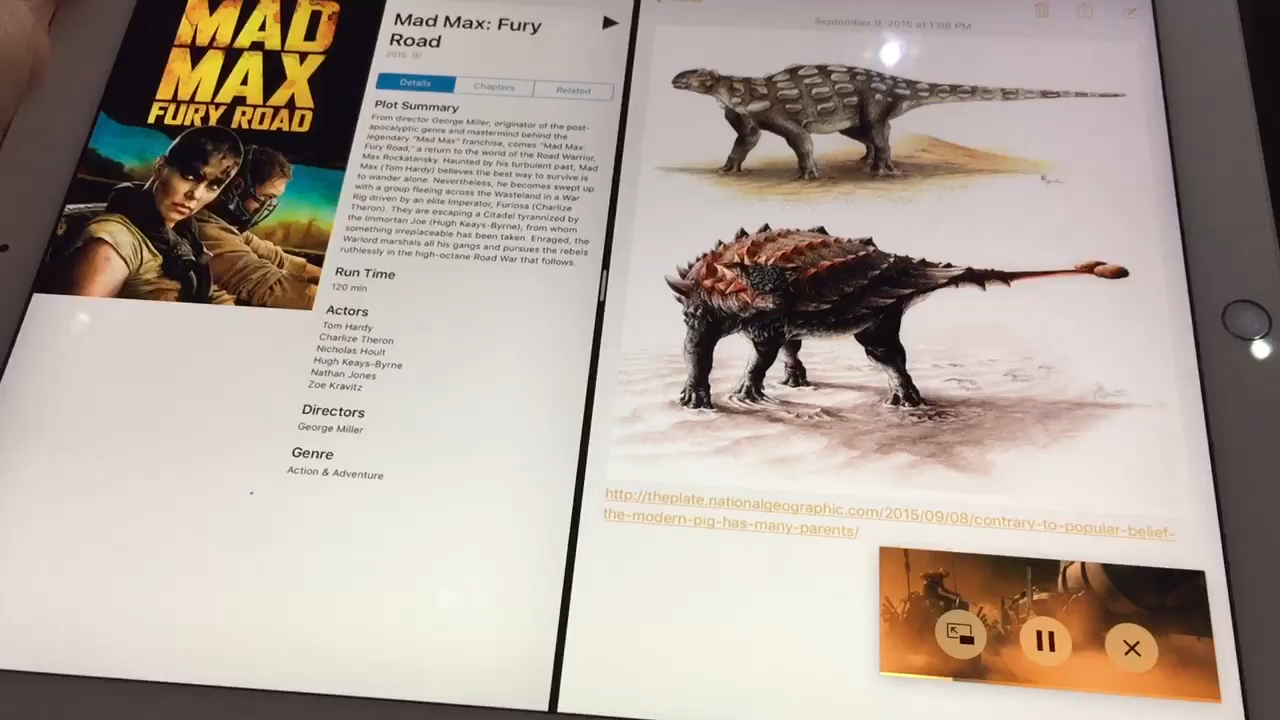 MAD
MAX
FURY ROAD
Mad Max: Fury
Road
2015
Details
Chapters
Related
Plot Summary
From director George Miller, originator of the post-
apocalyptic genre and mastermind behind the
legendary "Mad Max" franchise, comes "Mad Max:
Fury Road," a return to the world of the Road Warrior,
Max Rockatansky. Haunted by his turbulent past, Mad
Max (Tom Hardy) believes the best way to survive is
to wander alone. Nevertheless, he becomes swept up
with a group fleeing across the Wasteland in a War
Rig driven by an elite Imperator, Furiosa (Charlize
Theron). They are escaping a Citadel tyrannized by
the Immortan Joe (Hugh Keays-Byrne), from whom
something irreplaceable has been taken. Enraged, the
Warlord marshals all his gangs and pursues the rebels
ruthlessly in the high-octane Road War that follows.
Run Time
120 min
Actors
Tom Hardy
Charlize Theron
Nicholas Hoult
Hugh Keays-Byrne
Nathan Jones
Zoe Kravitz
Directors
George Miller
Genre
Action & Adventure
September 9, 2015 at 1:08 PM
http://theplate.nationalgeographic.com/2015/09/08/contrary-to-popular-belief-
the-modern-pig-has-many-parents/